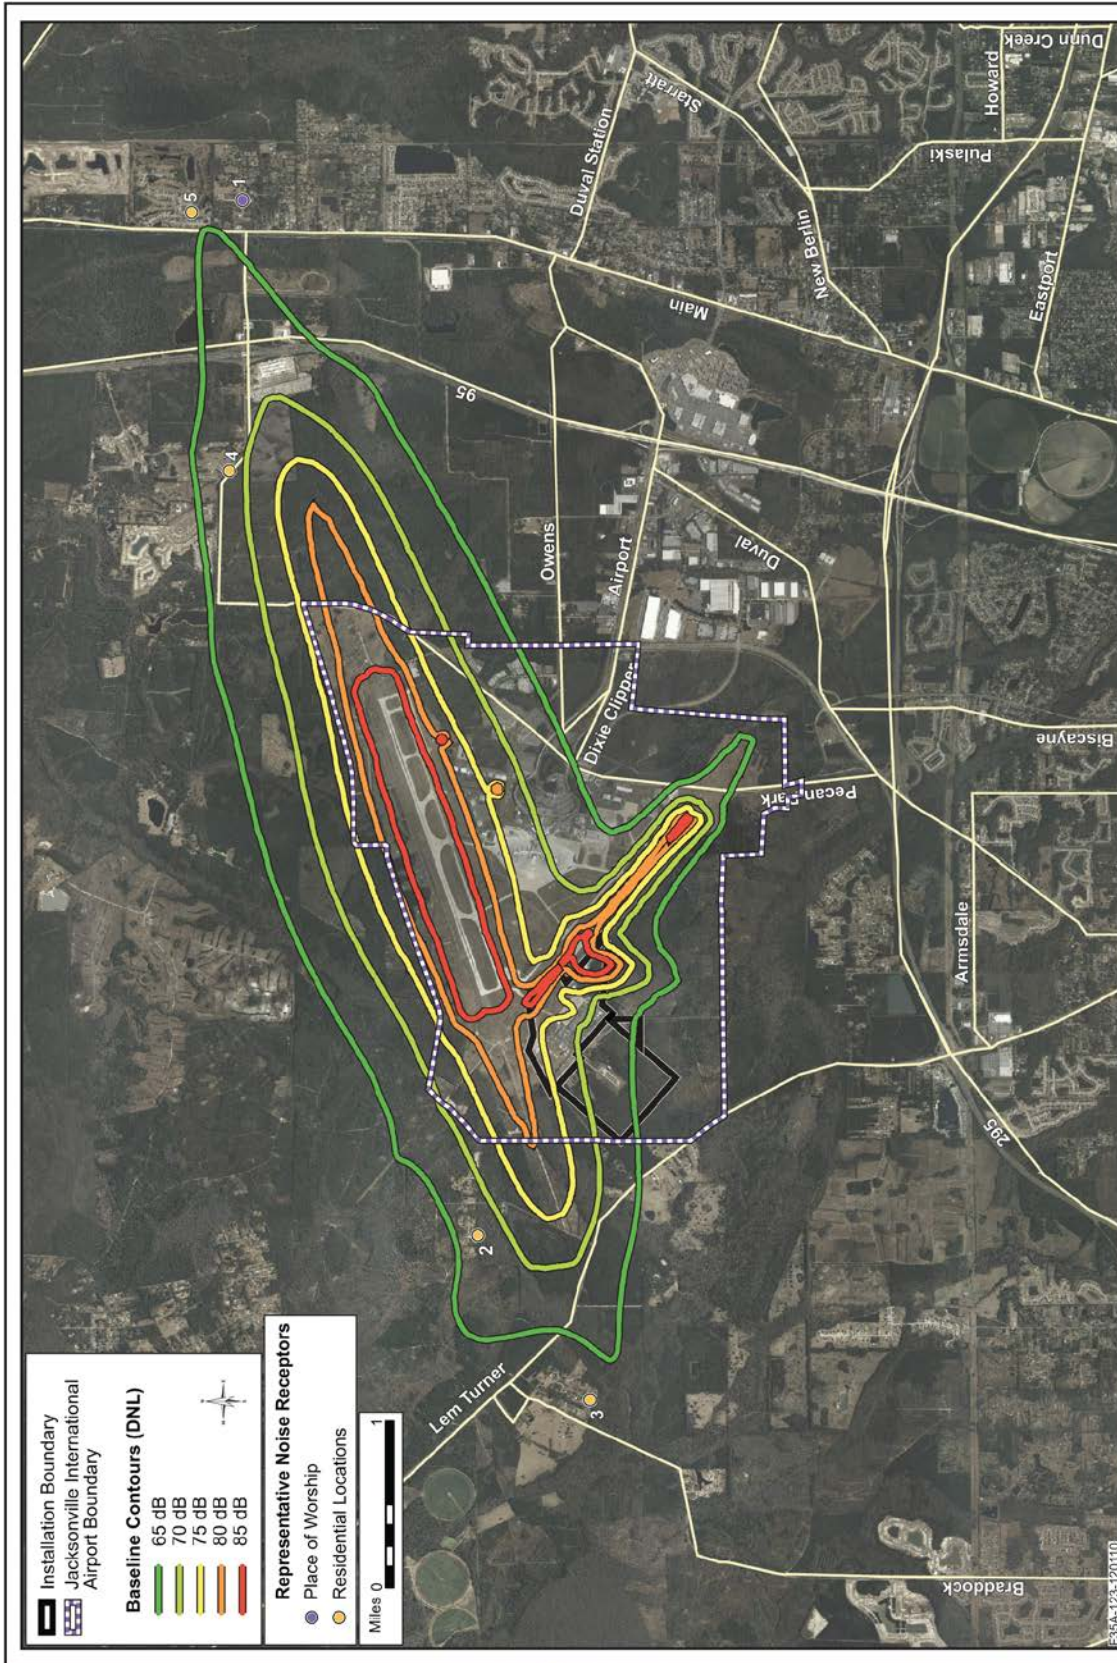 Installation Boundary
Jacksonville International
Airport Boundary
Baseline Contours (DNL)
65 dB
70 dB
75 dB
80 dB
85 dB
Representative Noise Receptors
Place of Worship
Residential Locations
Miles 0
1
Lem Turner
Braddock
3
2
4
5
1
95
Owens
Airport
Dixie Clipper
Duval
Pecan Park
Biscayne
Armsdale
295
Main
Duval Station
Starratt
New Berlin
Pulaski
Howard
Dunn Creek
Eastport
F35A-123-120110